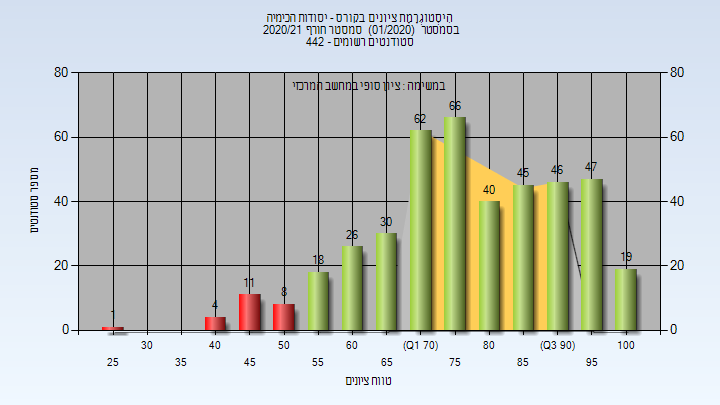 הִיסְטוֹגְרָמַת ציונים בקורס - יסודות הכימיה
בסמסטר (01/2020) סמסטר חורף 2020/21
סטודנטים רשומים - 442
במשימה : ציון סופי במחשב המרכזי
מספר סטודנטים
80 80
60 60
40 40
20 20
0 0
1 4 11 8 18 26 30 62 66 40 45 46 47 19
30 40 50 60 (Q1 70) 80 (Q3 90) 100
25 35 45 55 65 75 85 95
טווח ציונים